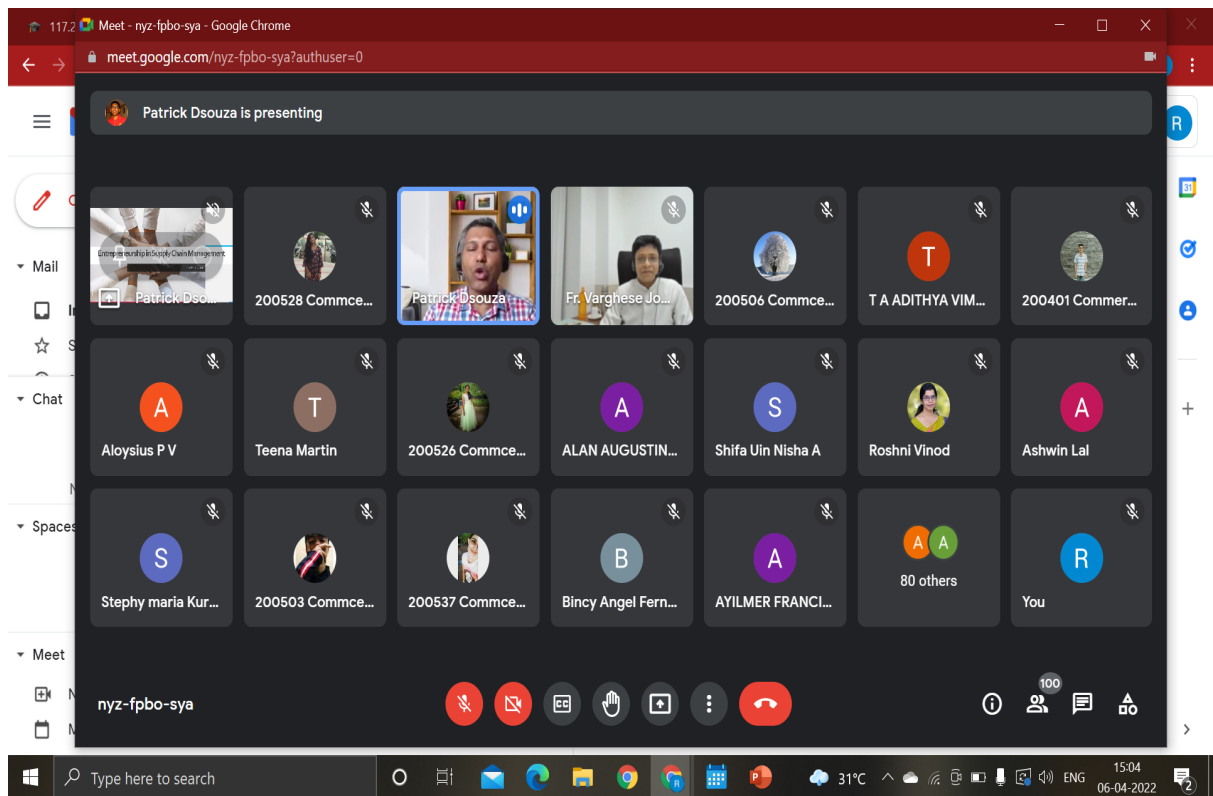 117.2
Meet - nyz-fpbo-sya - Google Chrome
meet.google.com/nyz-fpbo-sya?authuser=0
Patrick Dsouza is presenting
R
31
Entrepreneurship in Supply Chain Management
Patrick Dso...
200528 Commce...
Patrick Dsouza
Fr. Varghese Jo...
200506 Commce...
T
T A ADITHYA VIM...
200401 Commer...
Mail
A
Aloysius P V
T
Teena Martin
200526 Commce...
A
ALAN AUGUSTIN...
S
Shifa Uin Nisha A
Roshni Vinod
A
Ashwin Lal
Chat
Spaces
S
Stephy maria Kur...
200503 Commce...
200537 Commce...
B
Bincy Angel Fern...
A
AYILMER FRANCI...
A A
80 others
R
You
Meet
nyz-fpbo-sya
CC
100
Type here to search
31°C
ENG
15:04
06-04-2022
2